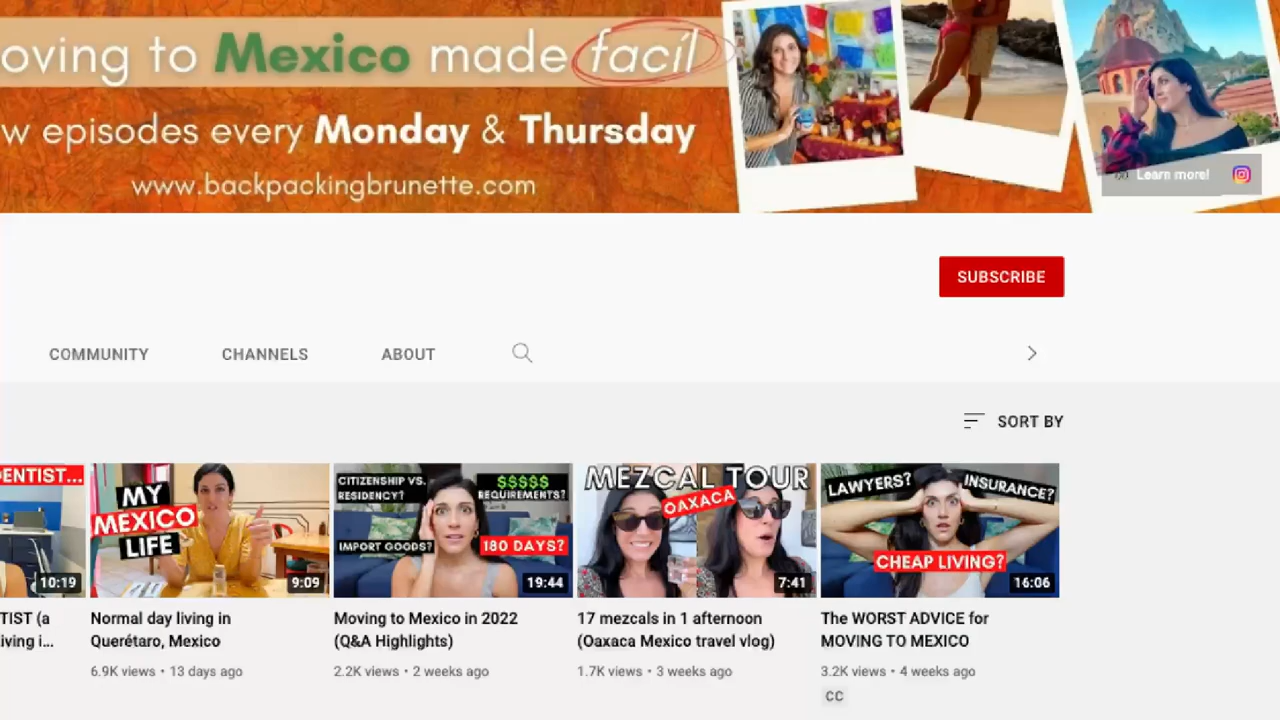 oving to Mexico made facíl
w episodes every Monday & Thursday
www.backpackingbrunette.com
Learn more!
SUBSCRIBE
COMMUNITY CHANNELS ABOUT
SORT BY
ENTIST...
10:19
MY
MEXICO
LIFE
9:09
CITIZENSHIP VS.
RESIDENCY?
$$$$$
REQUIREMENTS?
IMPORT GOODS?
180 DAYS?
19:44
MEZCAL TOUR
OAXACA
7:41
LAWYERS?
INSURANCE?
CHEAP LIVING?
16:06
TIST (a
iving i...
Normal day living in
Querétaro, Mexico
6.9K views • 13 days ago
Moving to Mexico in 2022
(Q&A Highlights)
2.2K views • 2 weeks ago
17 mezcals in 1 afternoon
(Oaxaca Mexico travel vlog)
1.7K views • 3 weeks ago
The WORST ADVICE for
MOVING TO MEXICO
3.2K views • 4 weeks ago
CC